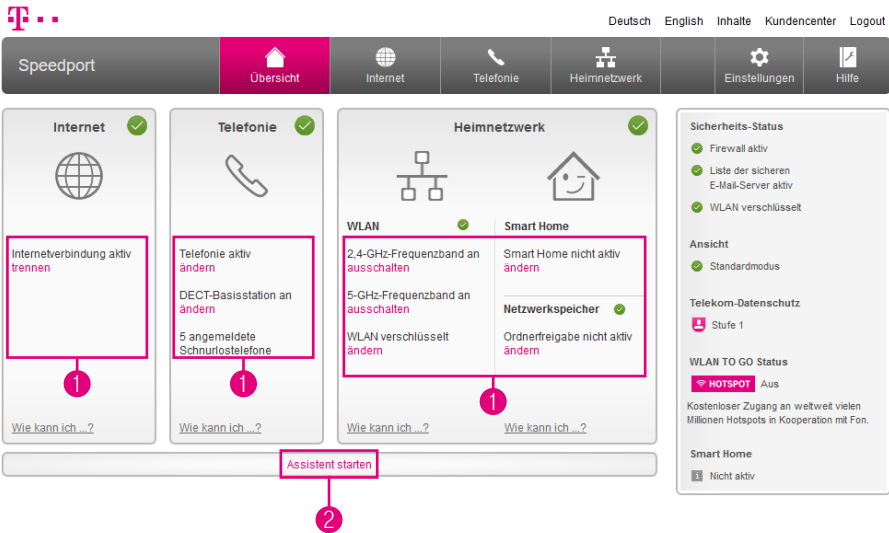 T
Deutsch English Inhalte Kundencenter Logout
Speedport
Übersicht
Internet
Telefonie
Heimnetzwerk
Einstellungen
Hilfe
Internet
Internetverbindung aktiv
trennen
1
Wie kann ich ...?
Telefonie
Telefonie aktiv
ändern
DECT-Basisstation an
ändern
5 angemeldete
Schnurlostelefone
1
Wie kann ich ...?
Heimnetzwerk
WLAN
2,4-GHz-Frequenzband an
ausschalten
5-GHz-Frequenzband an
ausschalten
WLAN verschlüsselt
ändern
Wie kann ich ...?
Smart Home
Smart Home nicht aktiv
ändern
Netzwerkspeicher
Ordnerfreigabe nicht aktiv
ändern
1
Wie kann ich ...?
Assistent starten
2
Sicherheits-Status
Firewall aktiv
Liste der sicheren
E-Mail-Server aktiv
WLAN verschlüsselt
Ansicht
Standardmodus
Telekom-Datenschutz
Stufe 1
WLAN TO GO Status
HOTSPOT Aus
Kostenloser Zugang an weltweit vielen
Millionen Hotspots in Kooperation mit Fon.
Smart Home
i Nicht aktiv